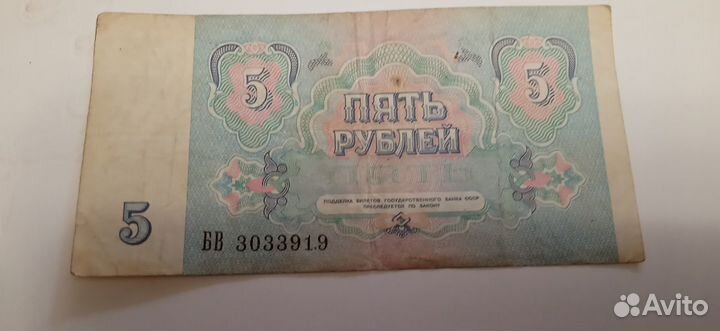 5
5
ПЯТЬ
РУБЛЕЙ
ПОДДЕЛКА БИЛЕТОВ ГОСУДАРСТВЕННОГО БАНКА СССР
ПРЕСЛЕДУЕТСЯ ПО ЗАКОНУ
5
БВ 3033919
Avito